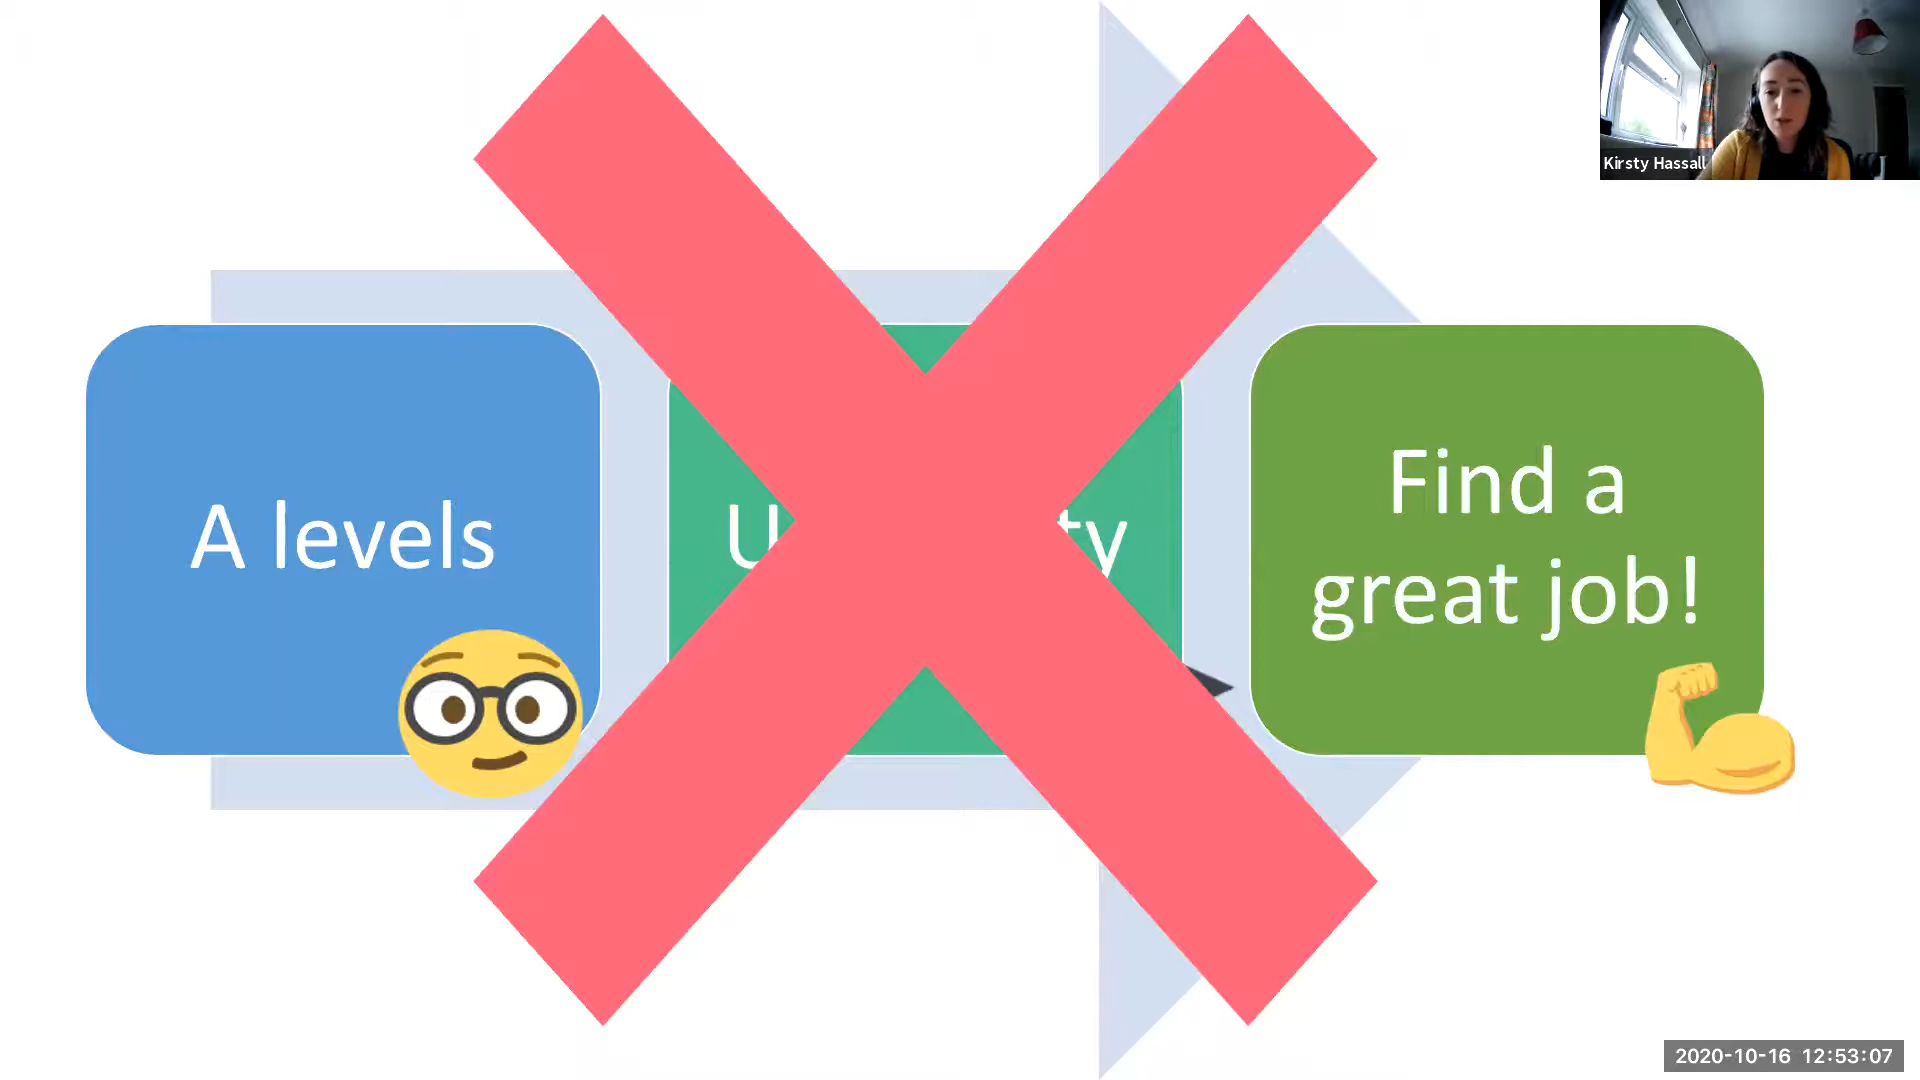 Kirsty Hassall
A levels
Find a
great job!
2020-10-16 12:53:07